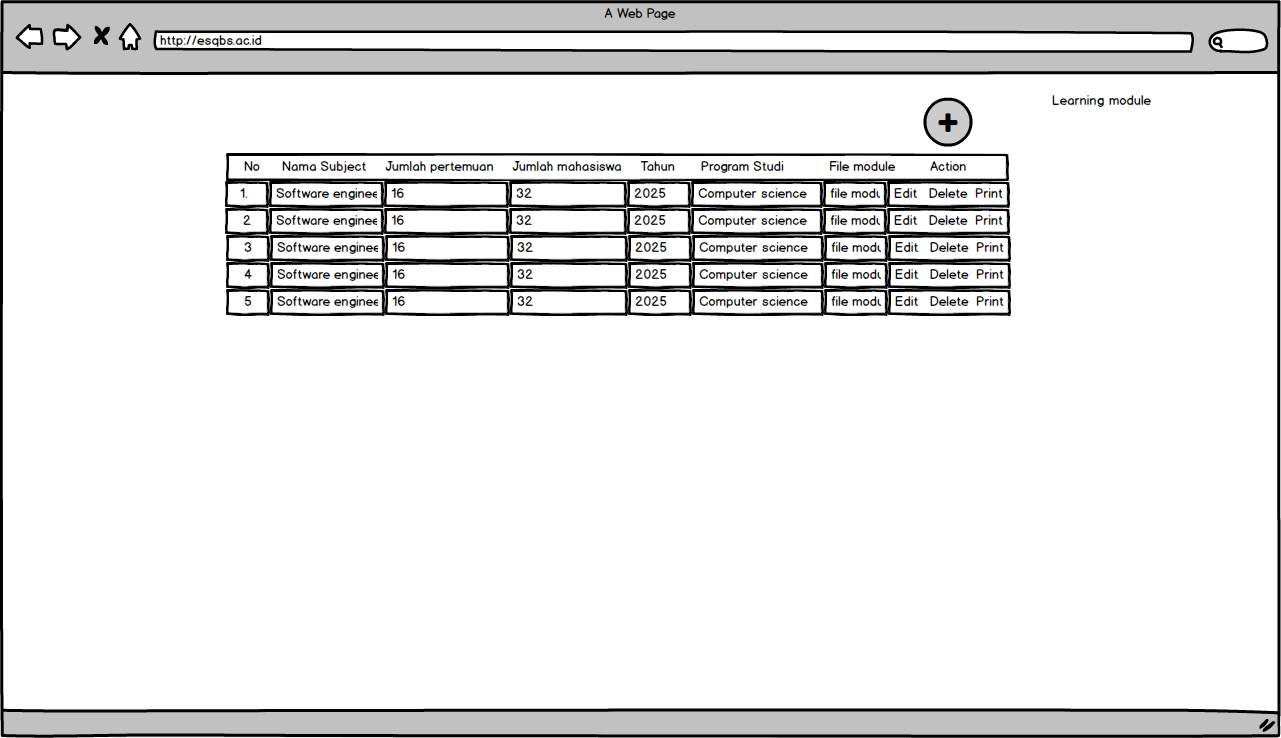 A Web Page
http://esqbs.ac.id
Learning module
No Nama Subject Jumlah pertemuan Jumlah mahasiswa Tahun Program Studi File module Action
1. Software enginee 16 32 2025 Computer science file modu Edit Delete Print
2 Software enginee 16 32 2025 Computer science file modu Edit Delete Print
3 Software enginee 16 32 2025 Computer science file modu Edit Delete Print
4 Software enginee 16 32 2025 Computer science file modu Edit Delete Print
5 Software enginee 16 32 2025 Computer science file modu Edit Delete Print